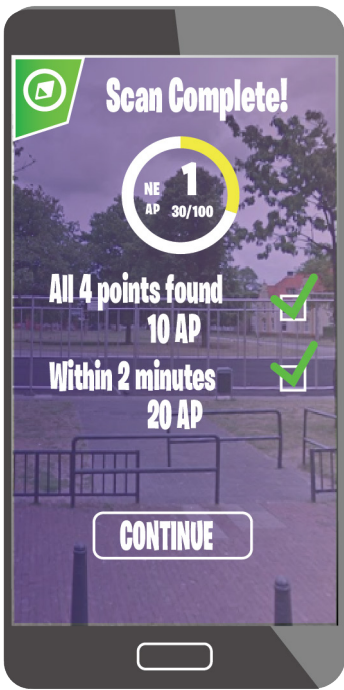 Scan Complete!
NE 1
AP 30/100
All 4 points found
10 AP
Within 2 minutes
20 AP
CONTINUE